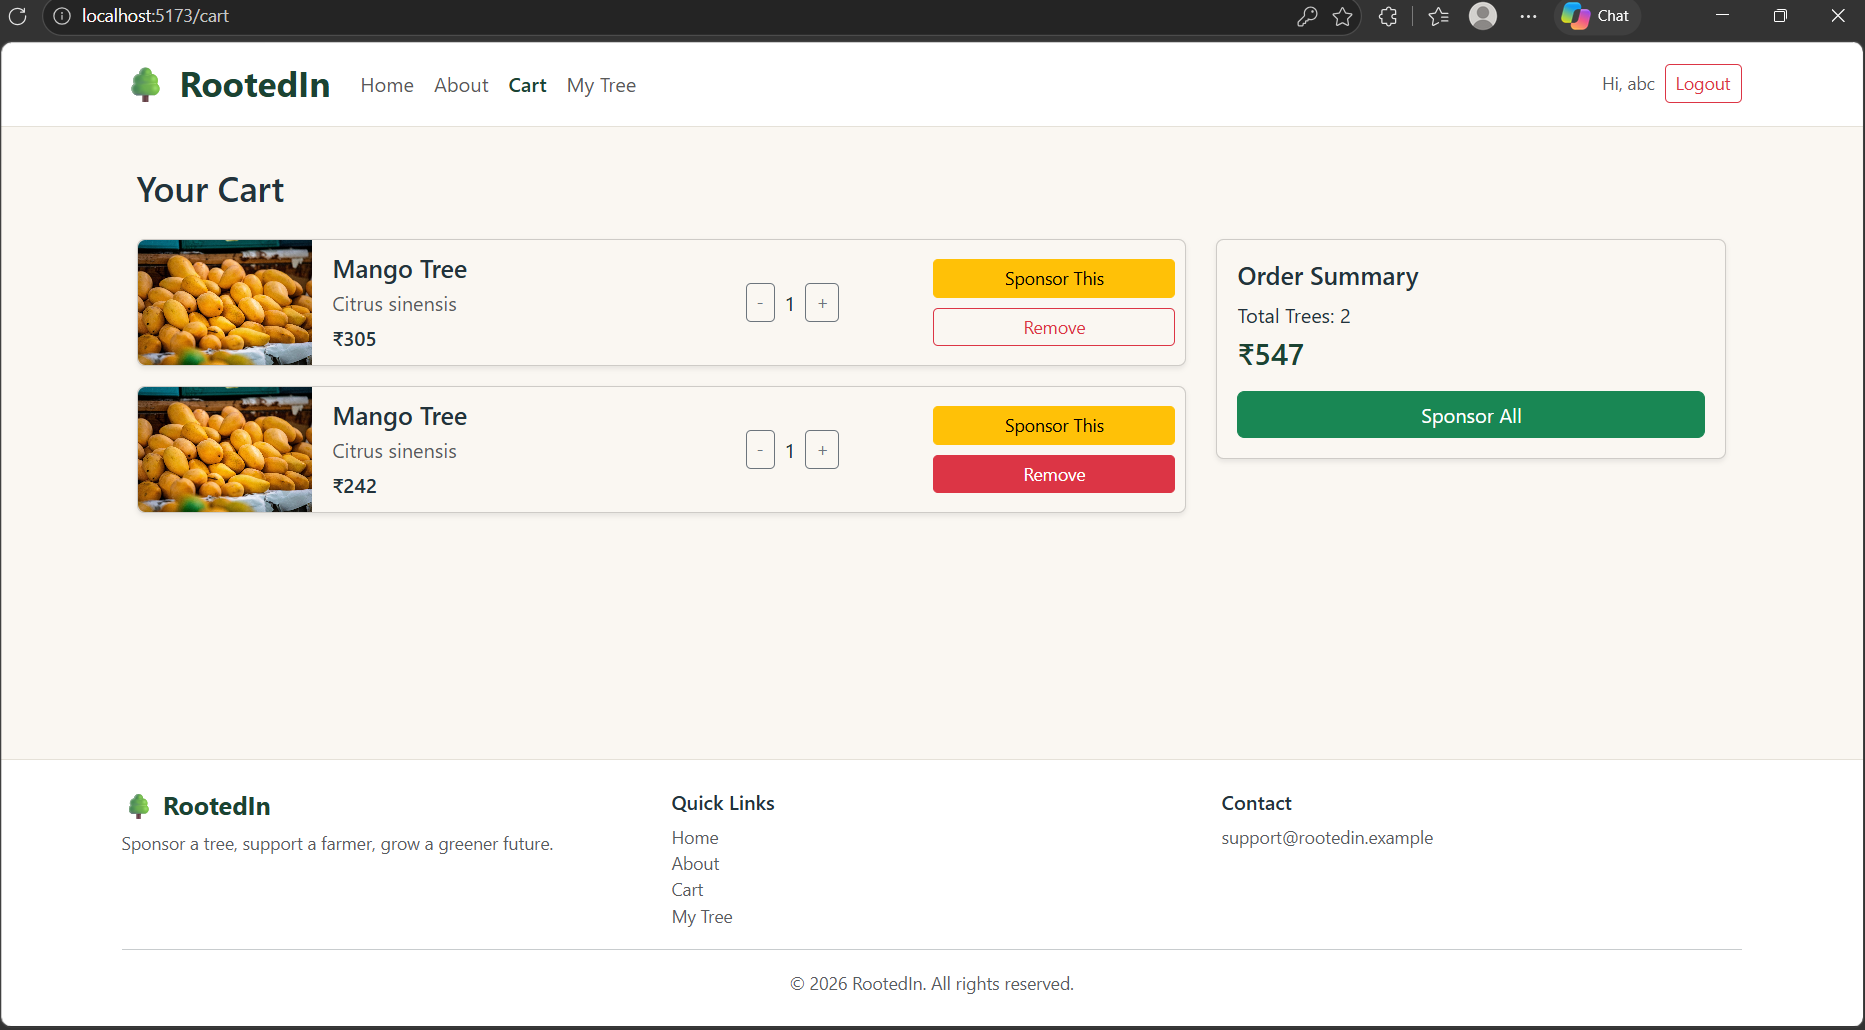 localhost:5173/cart
Chat
RootedIn
Home About Cart My Tree
Hi, abc Logout
Your Cart
Mango Tree
Citrus sinensis
₹305
- 1 +
Sponsor This
Remove
Mango Tree
Citrus sinensis
₹242
- 1 +
Sponsor This
Remove
Order Summary
Total Trees: 2
₹547
Sponsor All
RootedIn
Sponsor a tree, support a farmer, grow a greener future.
Quick Links
Home
About
Cart
My Tree
Contact
support@rootedin.example
© 2026 RootedIn. All rights reserved.